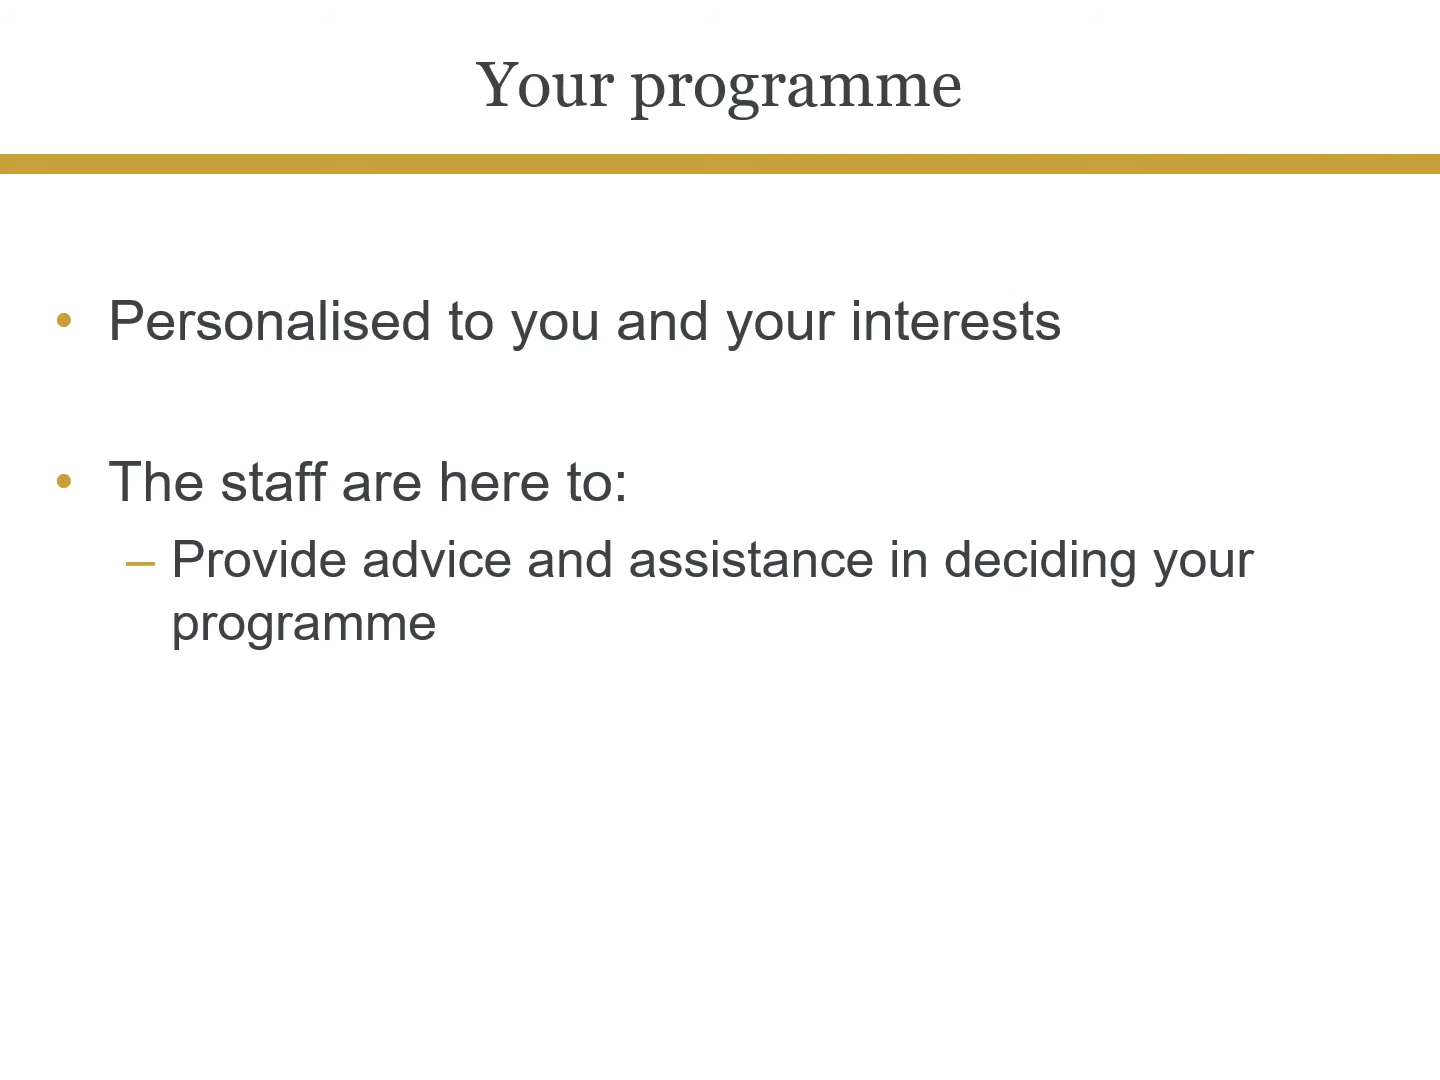 Your programme
• Personalised to you and your interests
• The staff are here to:
– Provide advice and assistance in deciding your
programme